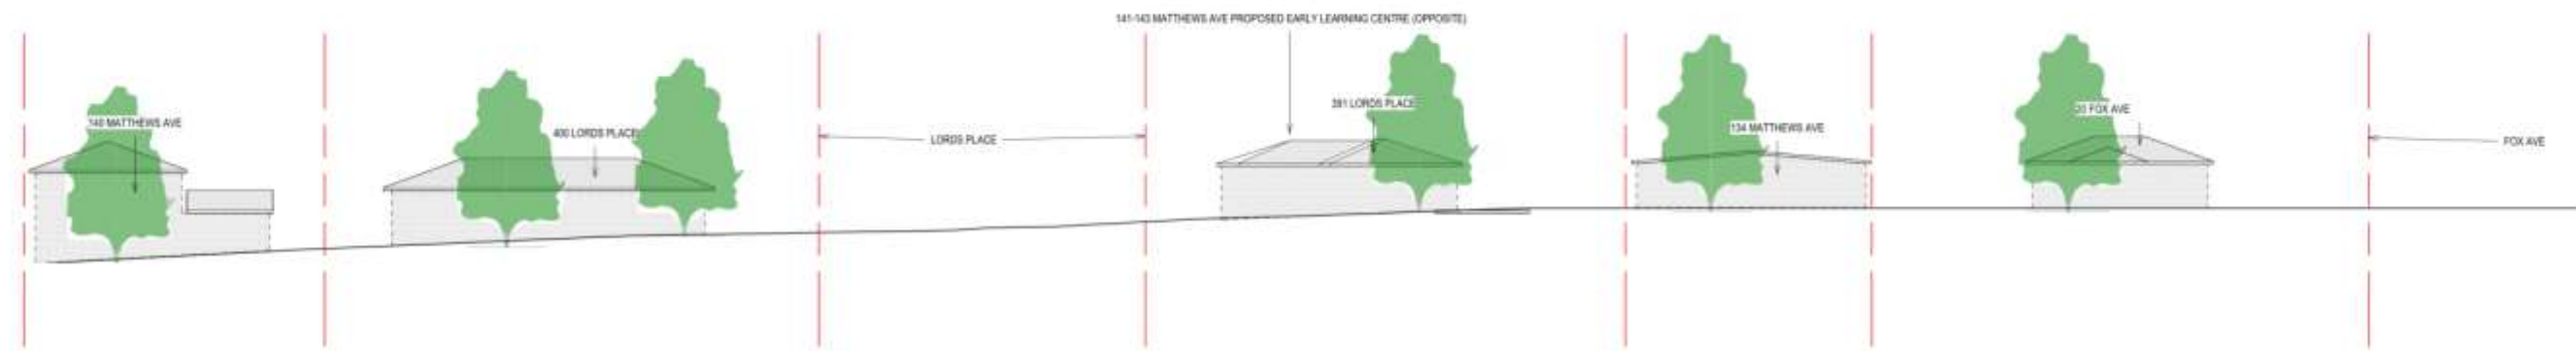 141-143 MATTHEWS AVE PROPOSED EARLY LEARNING CENTRE (OPPOSITE)
140 MATTHEWS AVE
400 LORDS PLACE
LORDS PLACE
391 LORDS PLACE
134 MATTHEWS AVE
FOX AVE
FOX AVE